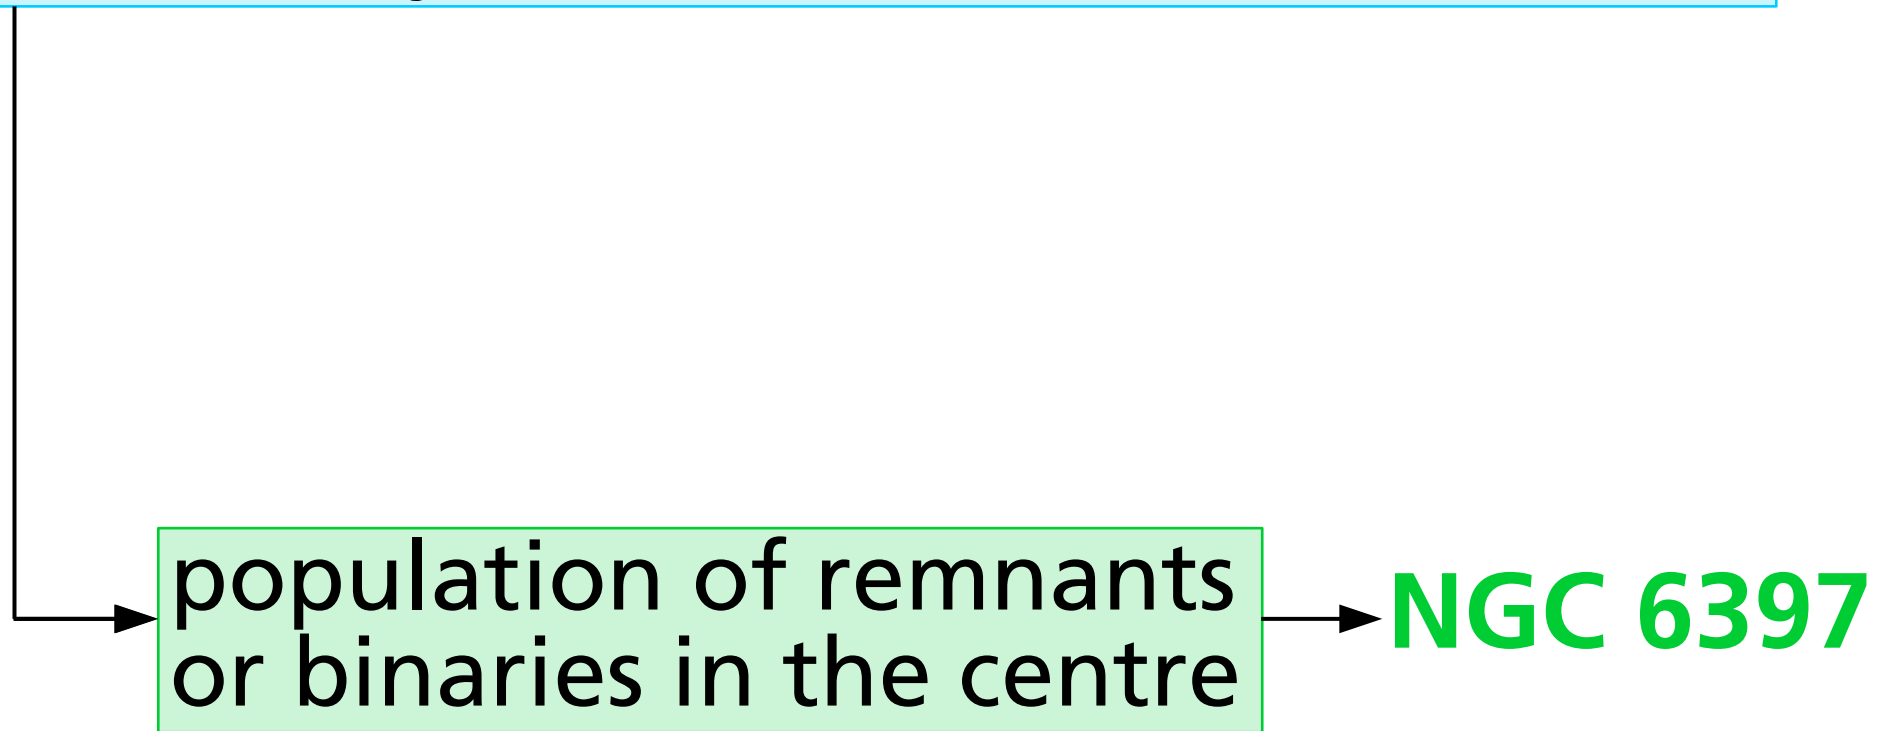 population of remnants
or binaries in the centre
NGC 6397